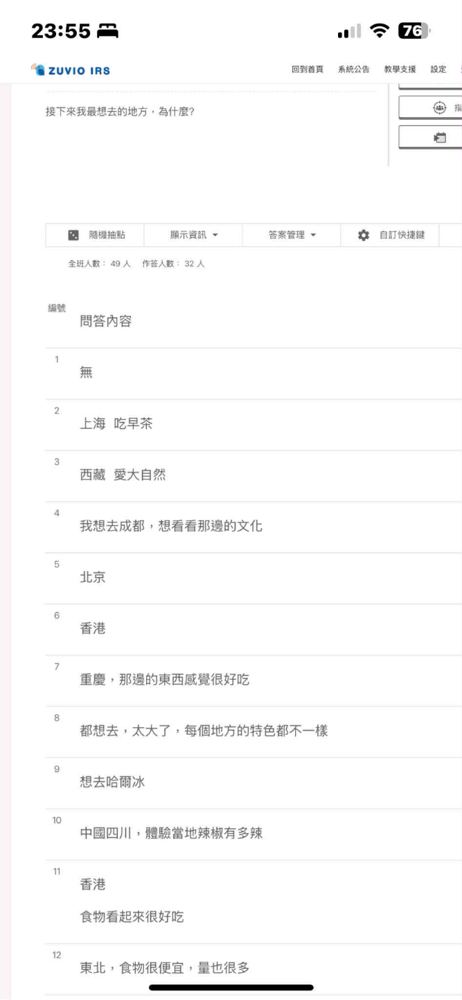 23:55
76
ZUVIO IRS
回到首頁 系統公告 教學支援 設定
接下來我最想去的地方，為什麼?
指
隨機抽點 顯示資訊 答案管理 自訂快捷鍵
全班人數： 49 人 作答人數： 32 人
編號 問答內容
1 無
2 上海 吃早茶
3 西藏 愛大自然
4 我想去成都，想看看那邊的文化
5 北京
6 香港
7 重慶，那邊的東西感覺很好吃
8 都想去，太大了，每個地方的特色都不一樣
9 想去哈爾冰
10 中國四川，體驗當地辣椒有多辣
11 香港
食物看起來很好吃
12 東北，食物很便宜，量也很多